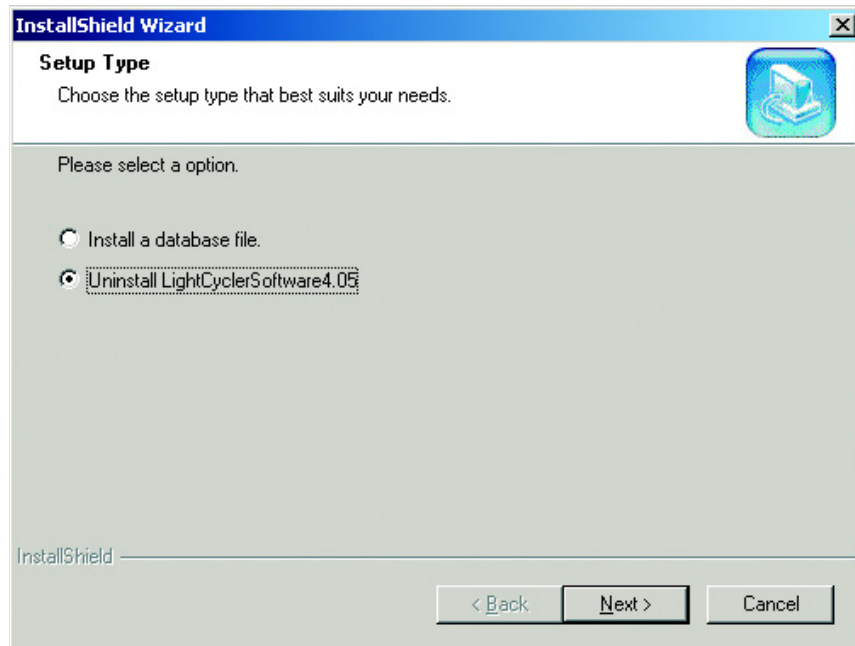 InstallShield Wizard
Setup Type
Choose the setup type that best suits your needs.
Please select a option.
Install a database file.
Uninstall LightCyclerSoftware4.05
InstallShield
< Back
Next >
Cancel